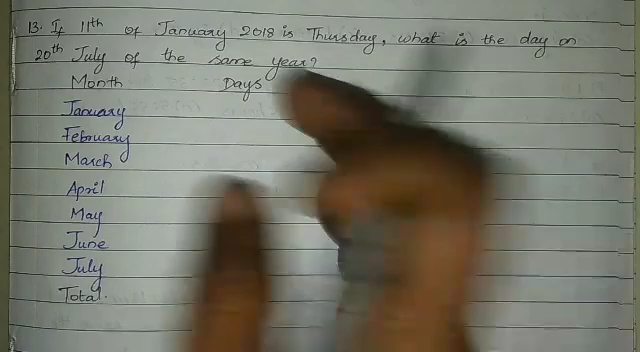 13. If 11th of January 2018 is Thursday, what is the day on
20th July of the same year?
Month Days
January
February
March
April
May
June
July
Total.